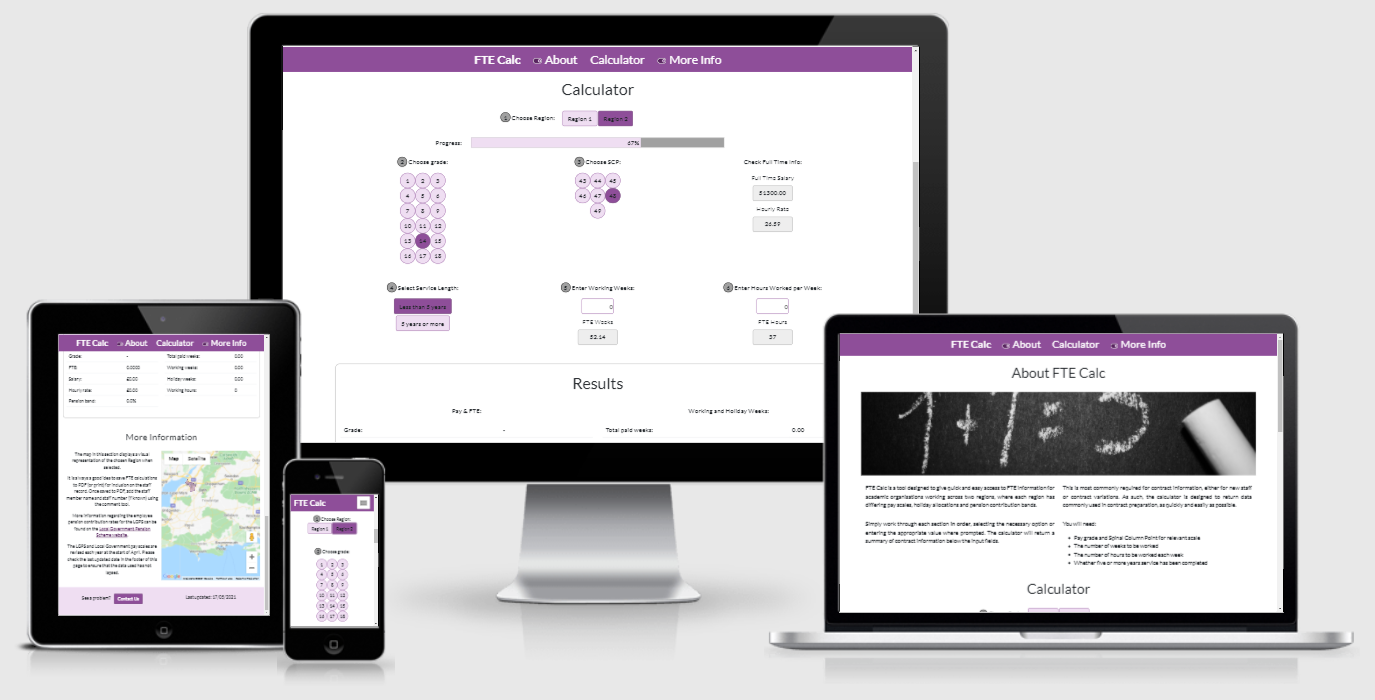 FTE Calc About Calculator More Info
Calculator
1 Choose Region: Region 1 Region 2
Progress: 67%
2 Choose grade:
1 2 3
4 5 6
7 8 9
10 11 12
13 14 15
16 17 18
3 Choose SCP:
43 44 45
46 47 48
49
Check Full Time Info:
Full Time Salary
51300.00
Hourly Rate
26.59
4 Select Service Length:
Less than 5 years
5 years or more
5 Enter Working Weeks:
0
FTE Weeks
52.14
6 Enter Hours Worked per Week:
0
FTE Hours
37
Results
Pay & FTE: Working and Holiday Weeks:
Grade: - Total paid weeks: 0.00
FTE Calc About Calculator More Info
Grade: - Total paid weeks: 0.00
FTE: 0.0000 Working weeks: 0.00
Salary: £0.00 Holiday weeks: 0.00
Hourly rate: £0.00 Working hours: 0
Pension band: 0.0%
More Information
The map in this section displays a visual
representation of the chosen Region when
selected.
It is always a good idea to save FTE calculations
to PDF (or print) for inclusion on the staff
record. Once saved to PDF, add the staff
member name and staff number (if known) using
the comment tool.
More information regarding the employee
pension contribution rates for the LGPS can be
found on the Local Government Pension
Scheme website.
The LGPS and Local Government pay scales are
revised each year at the start of April. Please
check the last updated date in the footer of this
page to ensure that the data used has not
lapsed.
Map Satellite
See a problem? Contact Us Last updated: 17/05/2021
FTE Calc
1 Choose Region:
Region 1 Region 2
2 Choose grade:
1 2 3
4 5 6
7 8 9
10 11 12
13 14 15
16 17 18
FTE Calc About Calculator More Info
About FTE Calc
1+1=3
FTE Calc is a tool designed to give quick and easy access to FTE information for
academic organisations working across two regions, where each region has
differing pay scales, holiday allocations and pension contribution bands.
Simply work through each section in order, selecting the necessary option or
entering the appropriate value where prompted. The calculator will return a
summary of contract information below the input fields.
This is most commonly required for contract information, either for new staff
or contract variations. As such, the calculator is designed to return data
commonly used in contract preparation, as quickly and easily as possible.
You will need:
Pay grade and Spinal Column Point for relevant scale
The number of weeks to be worked
The number of hours to be worked each week
Whether five or more years service has been completed
Calculator